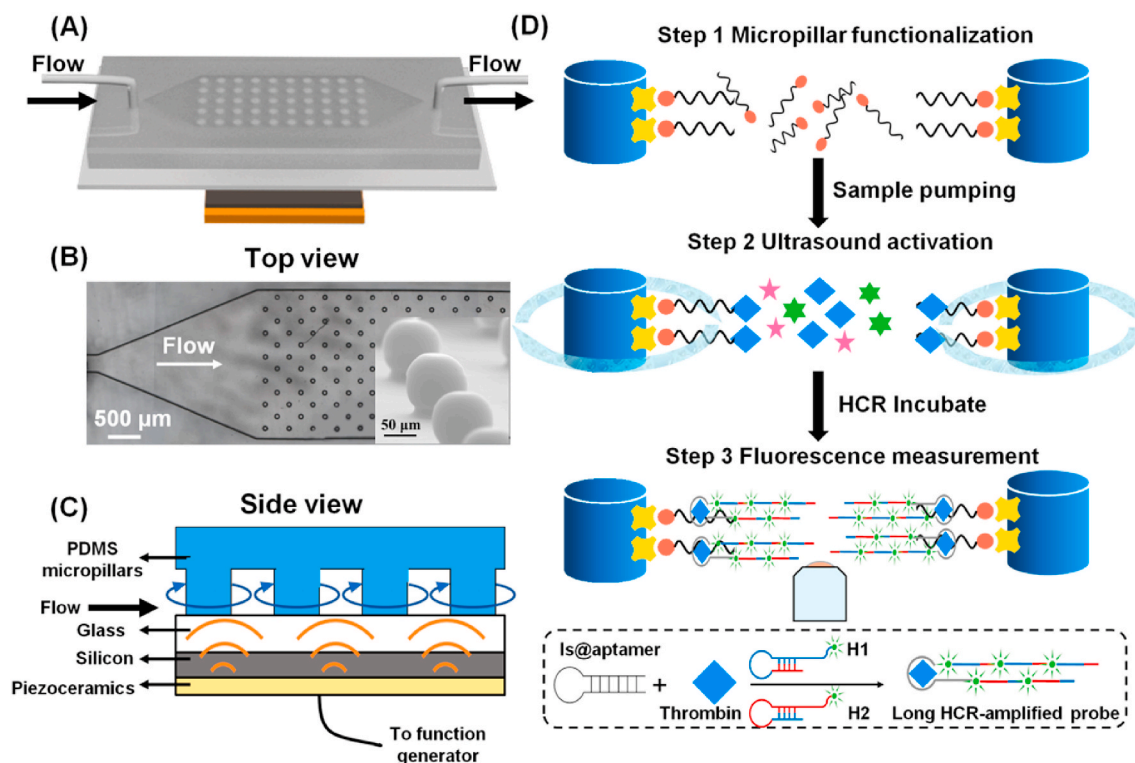 (A)
Flow
Flow
(B)
Top view
Flow
500 µm
50 µm
(C)
Side view
PDMS
micropillars
Flow
Glass
Silicon
Piezoceramics
To function
generator
(D)
Step 1 Micropillar functionalization
Sample pumping
Step 2 Ultrasound activation
HCR Incubate
Step 3 Fluorescence measurement
Is@aptamer
+
Thrombin
H1
H2
Long HCR-amplified probe